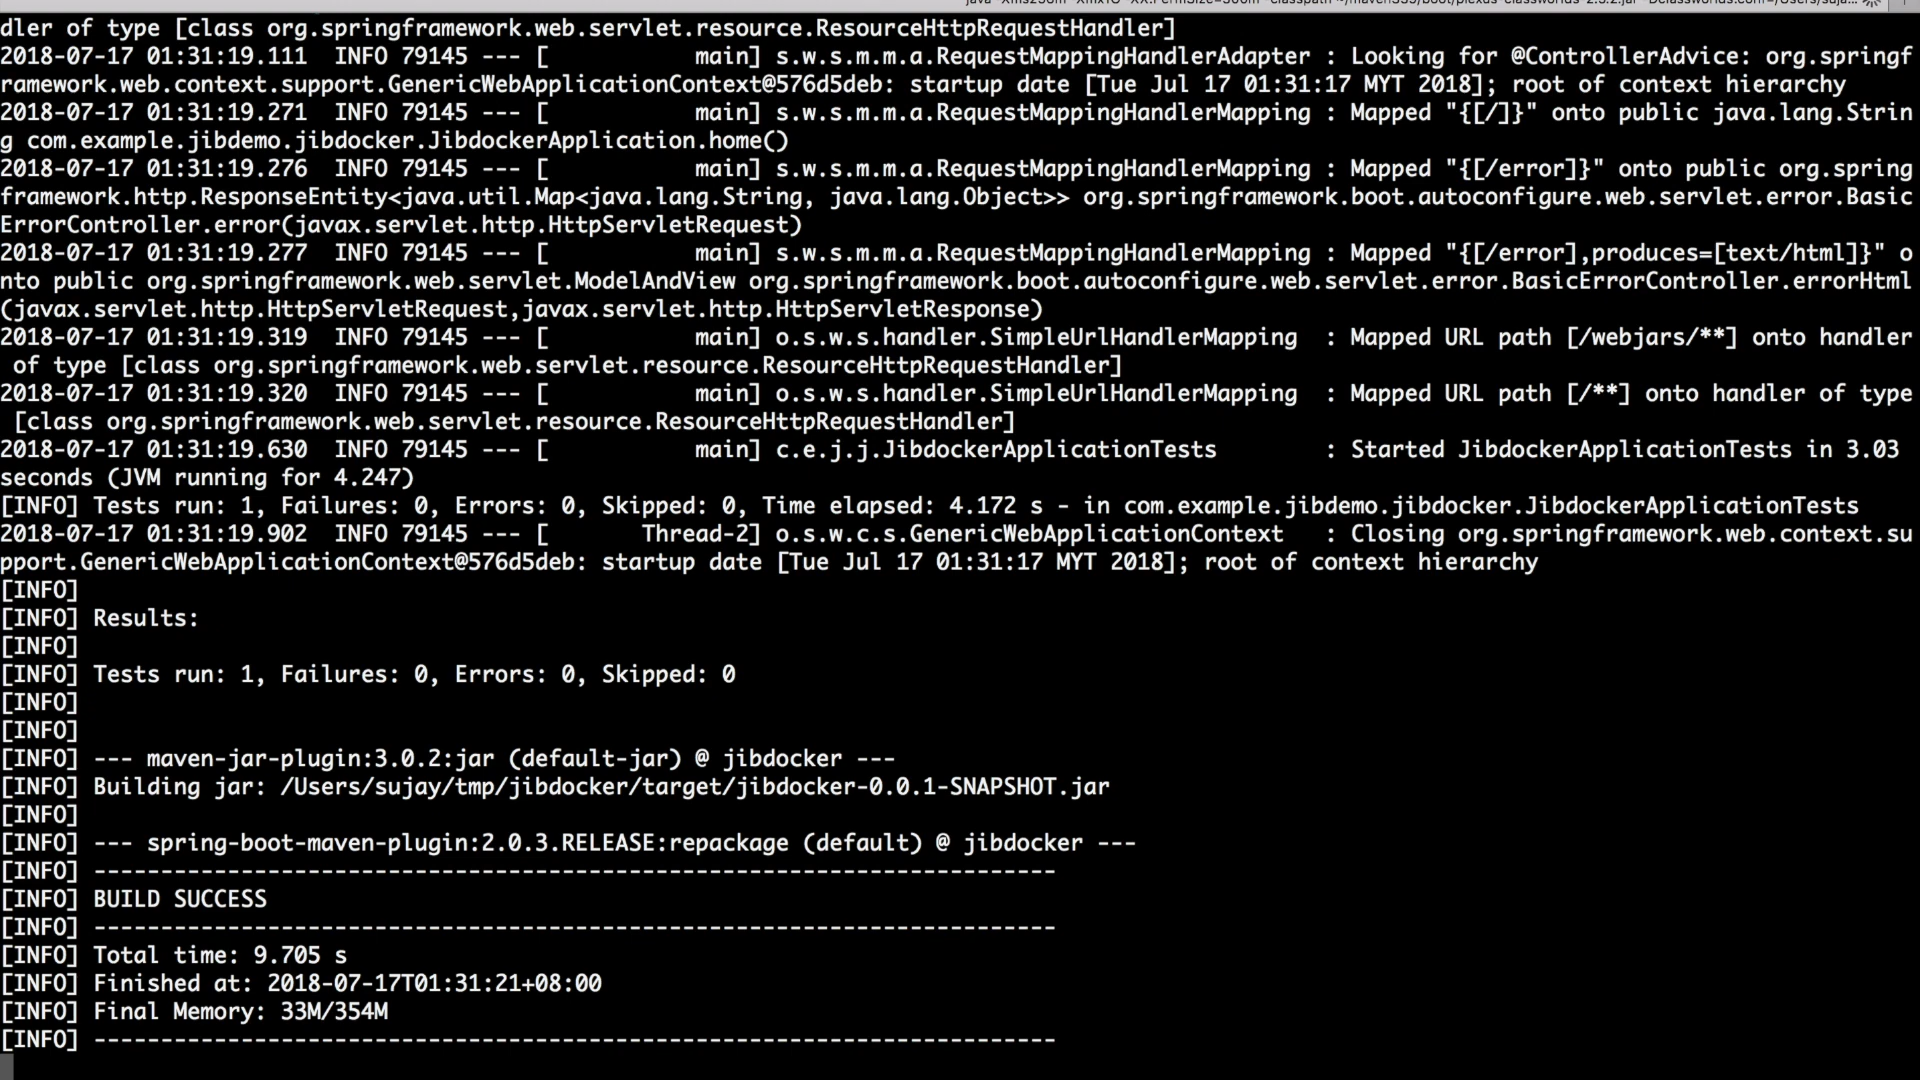 dler of type [class org.springframework.web.servlet.resource.ResourceHttpRequestHandler]
2018-07-17 01:31:19.111  INFO 79145 --- [           main] s.w.s.m.m.a.RequestMappingHandlerAdapter : Looking for @ControllerAdvice: org.springf
ramework.web.context.support.GenericWebApplicationContext@576d5deb: startup date [Tue Jul 17 01:31:17 MYT 2018]; root of context hierarchy
2018-07-17 01:31:19.271  INFO 79145 --- [           main] s.w.s.m.m.a.RequestMappingHandlerMapping : Mapped "{[/]}" onto public java.lang.Strin
g com.example.jibdemo.jibdocker.JibdockerApplication.home()
2018-07-17 01:31:19.276  INFO 79145 --- [           main] s.w.s.m.m.a.RequestMappingHandlerMapping : Mapped "{[/error]}" onto public org.spring
framework.http.ResponseEntity<java.util.Map<java.lang.String, java.lang.Object>> org.springframework.boot.autoconfigure.web.servlet.error.Basic
ErrorController.error(javax.servlet.http.HttpServletRequest)
2018-07-17 01:31:19.277  INFO 79145 --- [           main] s.w.s.m.m.a.RequestMappingHandlerMapping : Mapped "{[/error],produces=[text/html]}" o
nto public org.springframework.web.servlet.ModelAndView org.springframework.boot.autoconfigure.web.servlet.error.BasicErrorController.errorHtml
(javax.servlet.http.HttpServletRequest,javax.servlet.http.HttpServletResponse)
2018-07-17 01:31:19.319  INFO 79145 --- [           main] o.s.w.s.handler.SimpleUrlHandlerMapping  : Mapped URL path [/webjars/**] onto handler
 of type [class org.springframework.web.servlet.resource.ResourceHttpRequestHandler]
2018-07-17 01:31:19.320  INFO 79145 --- [           main] o.s.w.s.handler.SimpleUrlHandlerMapping  : Mapped URL path [/**] onto handler of type
 [class org.springframework.web.servlet.resource.ResourceHttpRequestHandler]
2018-07-17 01:31:19.630  INFO 79145 --- [           main] c.e.j.j.JibdockerApplicationTests        : Started JibdockerApplicationTests in 3.03
seconds (JVM running for 4.247)
[INFO] Tests run: 1, Failures: 0, Errors: 0, Skipped: 0, Time elapsed: 4.172 s - in com.example.jibdemo.jibdocker.JibdockerApplicationTests
2018-07-17 01:31:19.902  INFO 79145 --- [       Thread-2] o.s.w.c.s.GenericWebApplicationContext   : Closing org.springframework.web.context.su
pport.GenericWebApplicationContext@576d5deb: startup date [Tue Jul 17 01:31:17 MYT 2018]; root of context hierarchy
[INFO]
[INFO] Results:
[INFO]
[INFO] Tests run: 1, Failures: 0, Errors: 0, Skipped: 0
[INFO]
[INFO]
[INFO] --- maven-jar-plugin:3.0.2:jar (default-jar) @ jibdocker ---
[INFO] Building jar: /Users/sujay/tmp/jibdocker/target/jibdocker-0.0.1-SNAPSHOT.jar
[INFO]
[INFO] --- spring-boot-maven-plugin:2.0.3.RELEASE:repackage (default) @ jibdocker ---
[INFO] ------------------------------------------------------------------------
[INFO] BUILD SUCCESS
[INFO] ------------------------------------------------------------------------
[INFO] Total time: 9.705 s
[INFO] Finished at: 2018-07-17T01:31:21+08:00
[INFO] Final Memory: 33M/354M
[INFO] ------------------------------------------------------------------------